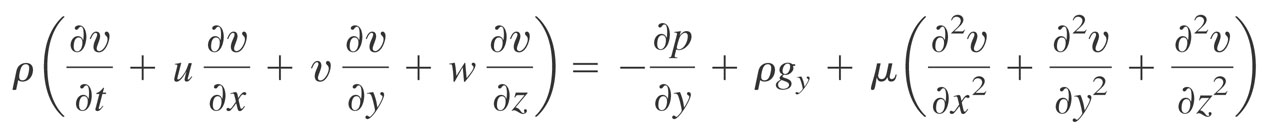 ρ(∂v/∂t + u ∂v/∂x + v ∂v/∂y + w ∂v/∂z) = −∂p/∂y + ρg_y + μ(∂²v/∂x² + ∂²v/∂y² + ∂²v/∂z²)